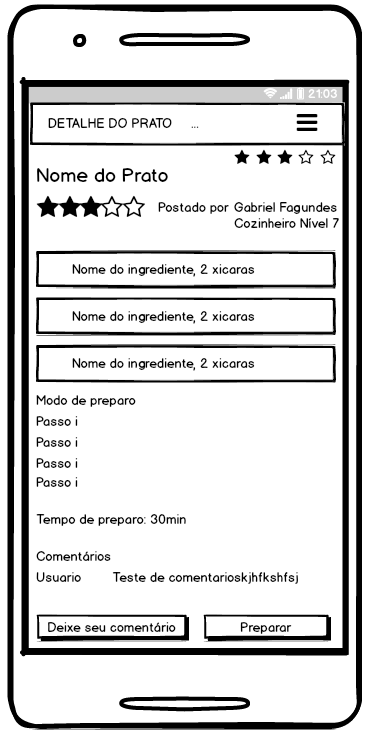 21:03
DETALHE DO PRATO ...
Nome do Prato
Postado por Gabriel Fagundes
Cozinheiro Nível 7
Nome do ingrediente, 2 xicaras
Nome do ingrediente, 2 xicaras
Nome do ingrediente, 2 xicaras
Modo de preparo
Passo i
Passo i
Passo i
Passo i
Tempo de preparo: 30min
Comentários
Usuario Teste de comentarioskjhfkshfsj
Deixe seu comentário Preparar